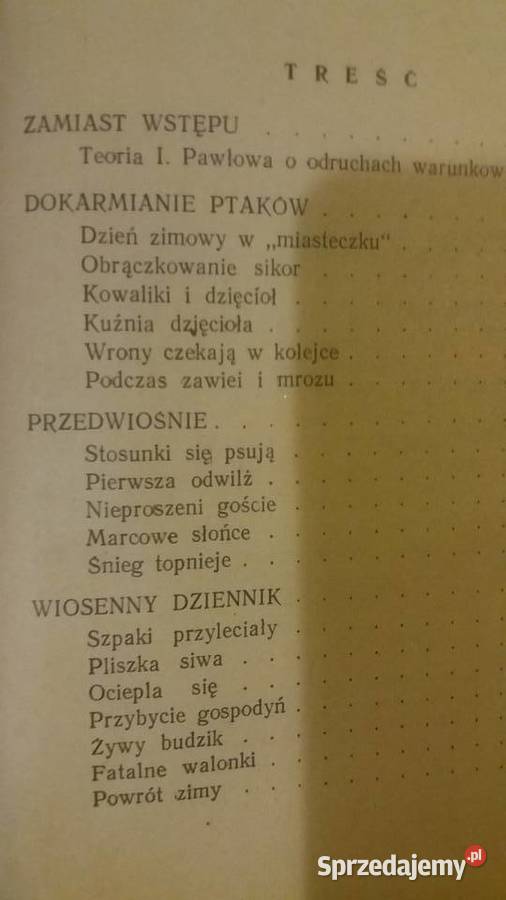 TREŚĆ
ZAMIAST WSTĘPU . . . . . . . .
Teoria I. Pawłowa o odruchach warunkow
DOKARMIANIE PTAKÓW . . . . . . .
Dzień zimowy w „miasteczku" . . . .
Obrączkowanie sikor . . . . . . .
Kowaliki i dzięcioł . . . . . . .
Kuźnia dzięcioła . . . . . . . .
Wrony czekają w kolejce . . . . . .
Podczas zawiei i mrozu . . . . . .
PRZEDWIOŚNIE . . . . . . . . . .
Stosunki się psują . . . . . . .
Pierwsza odwilż . . . . . . . .
Nieproszeni goście . . . . . . .
Marcowe słońce . . . . . . . .
Śnieg topnieje . . . . . . . . .
WIOSENNY DZIENNIK . . . . . . .
Szpaki przyleciały . . . . . . .
Pliszka siwa . . . . . . . . .
Ociepla się . . . . . . . . .
Przybycie gospodyń . . . . . . .
Żywy budzik . . . . . . . . .
Fatalne walonki . . . . . . . .
Powrót zimy . . . . . . . . .
Sprzedajemy.pl